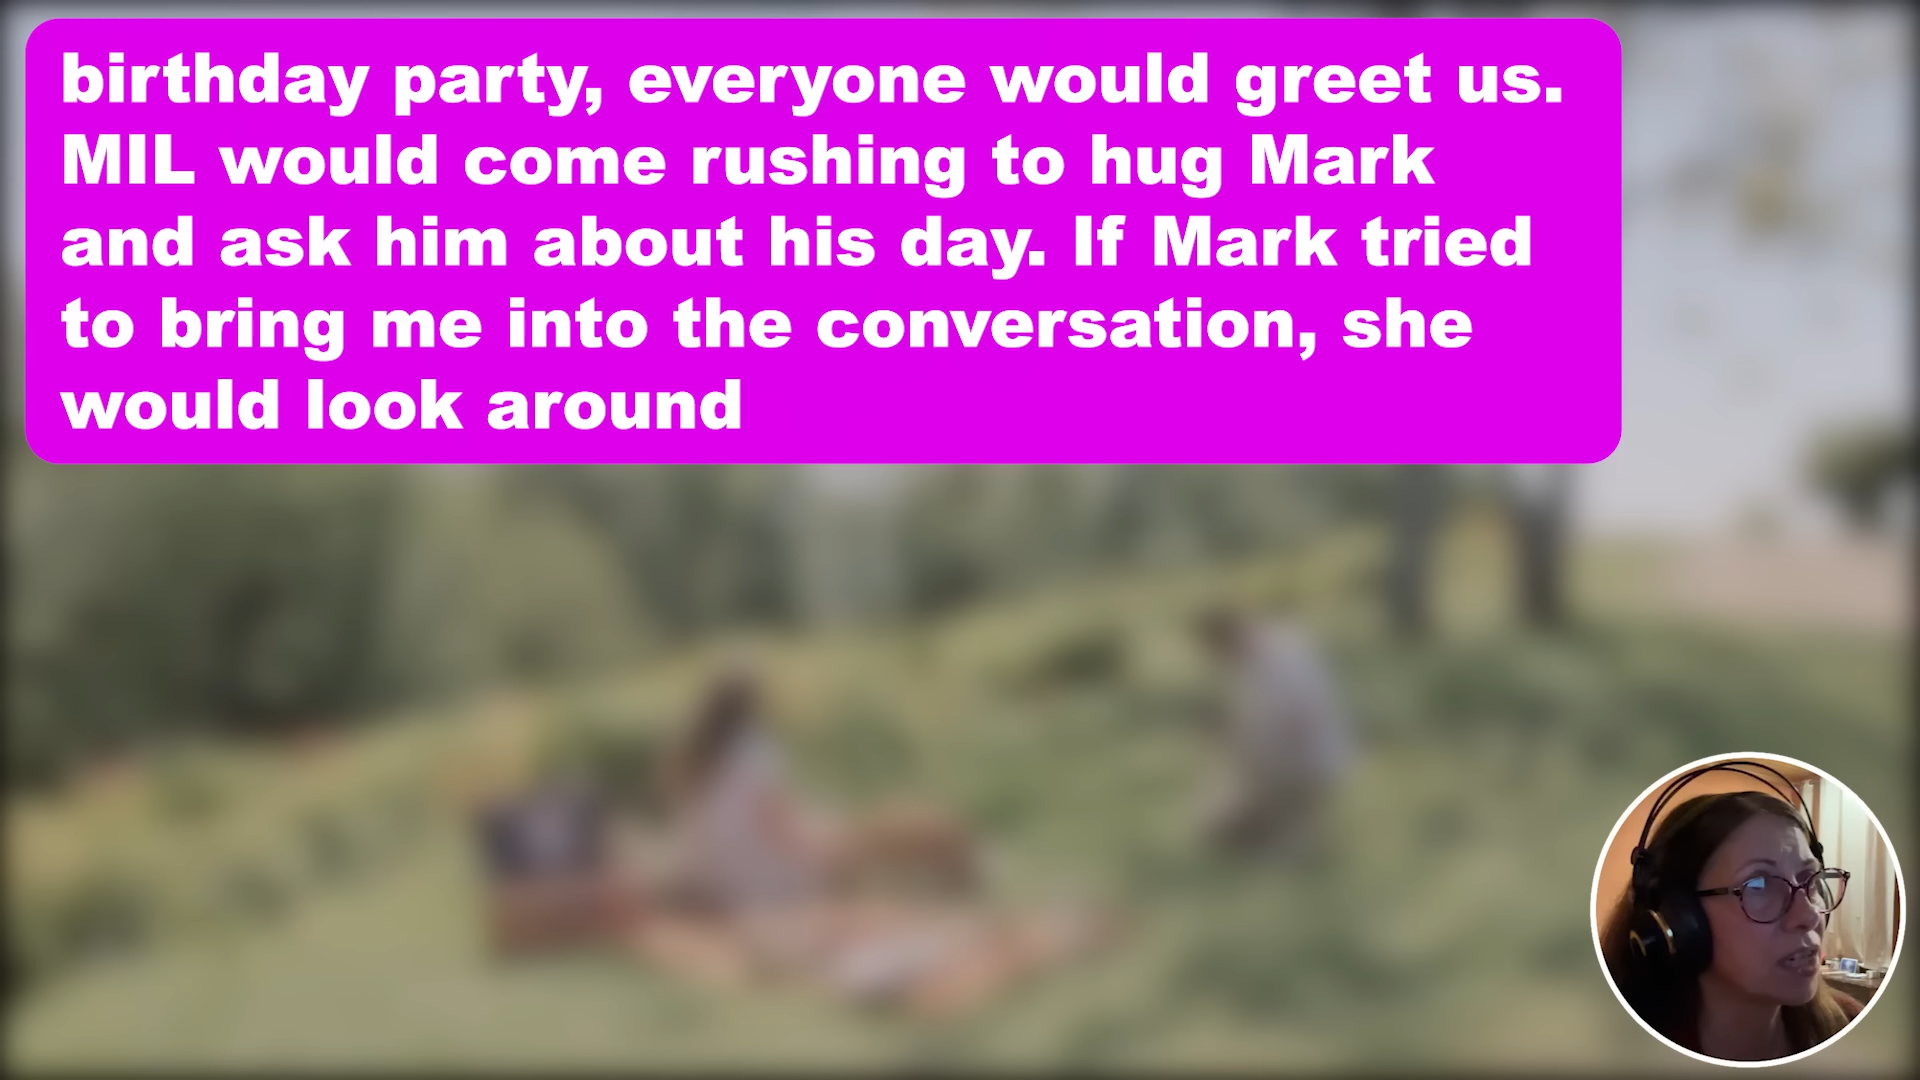 birthday party, everyone would greet us.
MIL would come rushing to hug Mark
and ask him about his day. If Mark tried
to bring me into the conversation, she
would look around